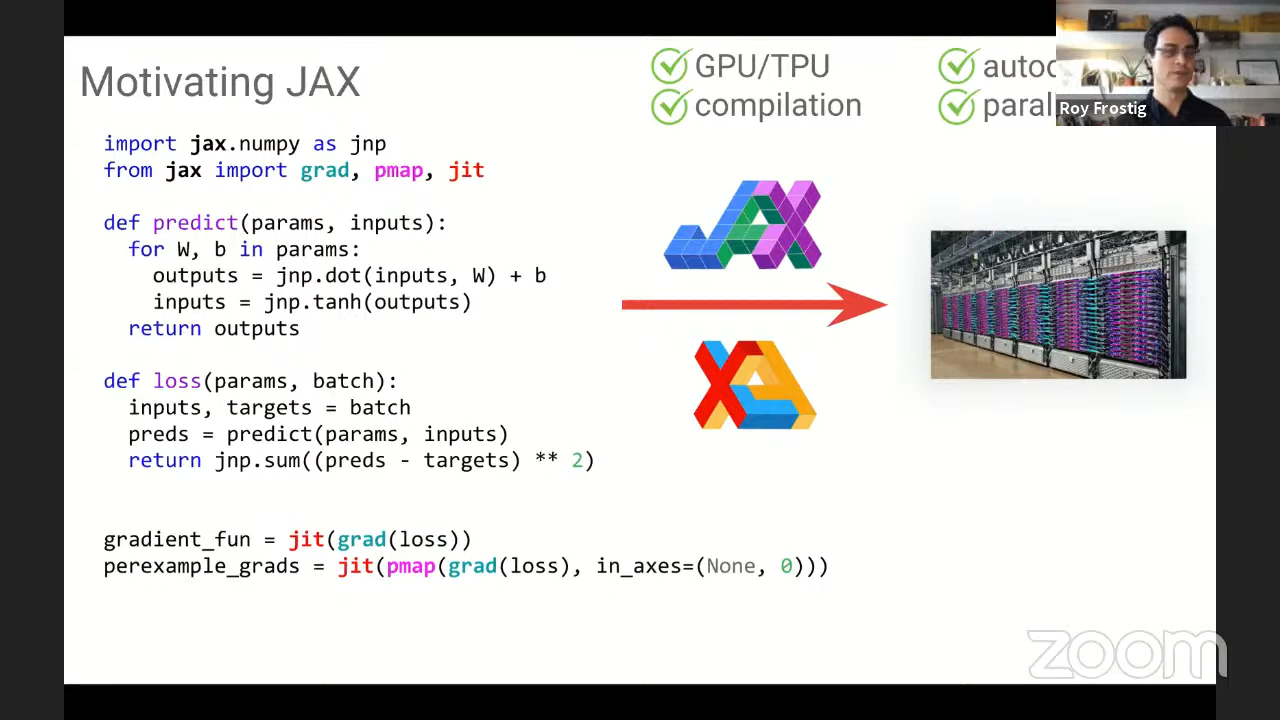 Motivating JAX
GPU/TPU
compilation
Roy Frostig
import jax.numpy as jnp
from jax import grad, pmap, jit
def predict(params, inputs):
for W, b in params:
outputs = jnp.dot(inputs, W) + b
inputs = jnp.tanh(outputs)
return outputs
def loss(params, batch):
inputs, targets = batch
preds = predict(params, inputs)
return jnp.sum((preds - targets) ** 2)
gradient_fun = jit(grad(loss))
perexample_grads = jit(pmap(grad(loss), in_axes=(None, 0)))
JAX
XLA
zoom